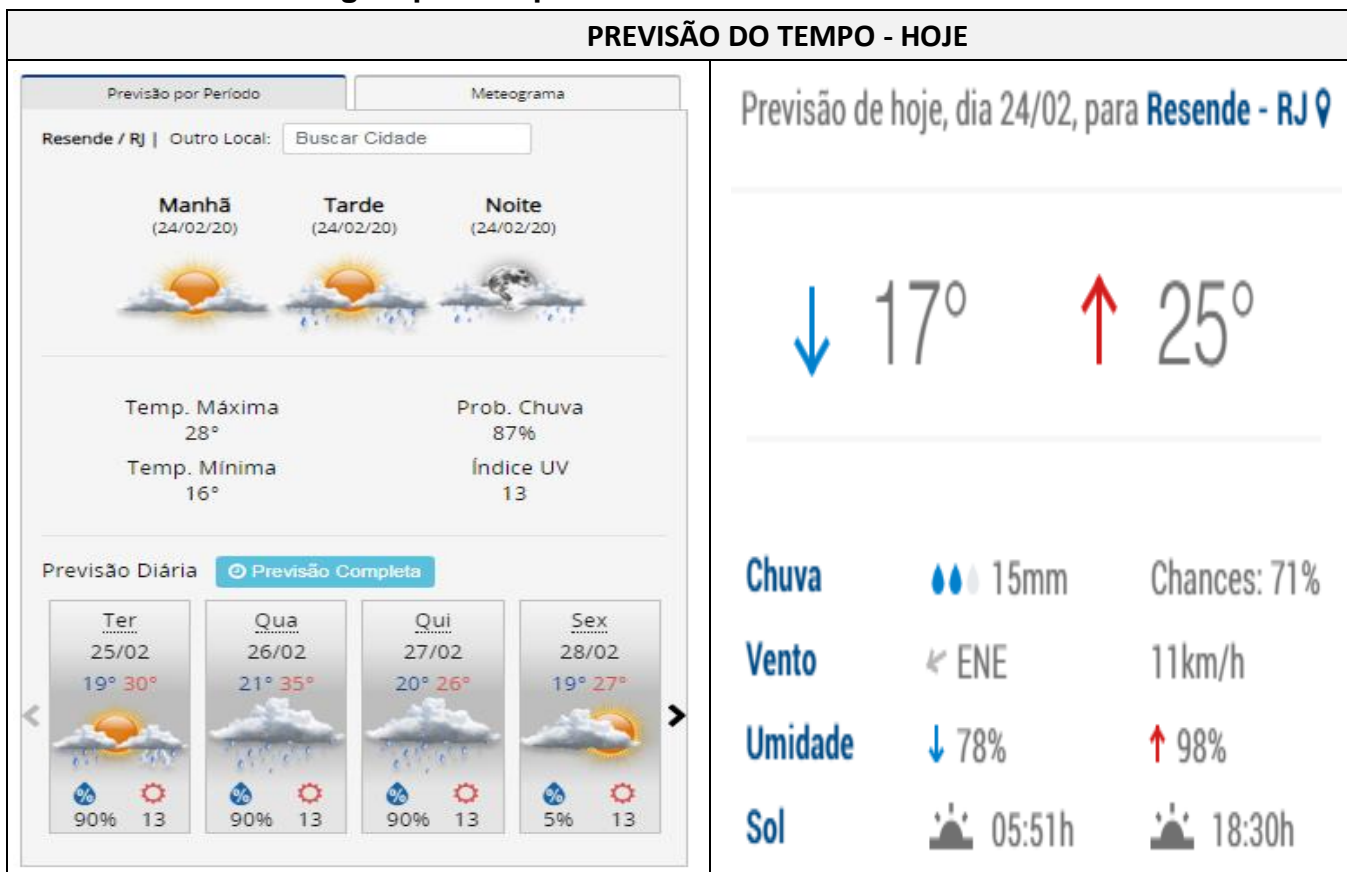 PREVISÃO DO TEMPO - HOJE
Previsão por Período Meteograma
Resende / RJ | Outro Local: Buscar Cidade
Manhã Tarde Noite
(24/02/20) (24/02/20) (24/02/20)
Temp. Máxima Prob. Chuva
28° 87%
Temp. Mínima Índice UV
16° 13
Previsão Diária Previsão Completa
Ter Qua Qui Sex
25/02 26/02 27/02 28/02
19° 30° 21° 35° 20° 26° 19° 27°
% % % %
90% 13 90% 13 90% 13 5% 13
Previsão de hoje, dia 24/02, para Resende - RJ
17° 25°
Chuva 15mm Chances: 71%
Vento ENE 11km/h
Umidade 78% 98%
Sol 05:51h 18:30h